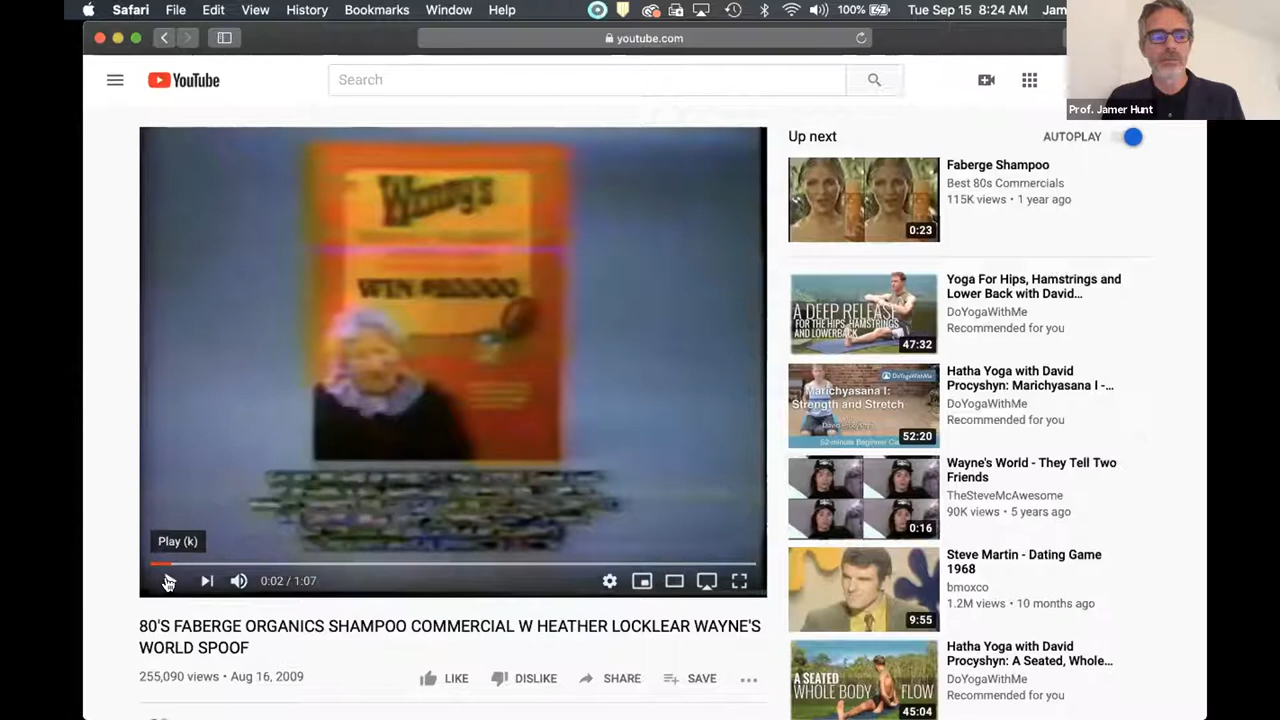 Safari File Edit View History Bookmarks Window Help 100% Tue Sep 15 8:24 AM Jam
youtube.com
Prof. Jamer Hunt
YouTube
Search
Up next
AUTOPLAY
Wendy's
WIN
Play (k)
0:02 / 1:07
80'S FABERGE ORGANICS SHAMPOO COMMERCIAL W HEATHER LOCKLEAR WAYNE'S
WORLD SPOOF
255,090 views • Aug 16, 2009
LIKE DISLIKE SHARE SAVE
0:23
Faberge Shampoo
Best 80s Commercials
115K views • 1 year ago
A DEEP RELEASE
FOR THE HIPS, HAMSTRINGS
AND LOWERBACK
47:32
Yoga For Hips, Hamstrings and
Lower Back with David...
DoYogaWithMe
Recommended for you
DoYogaWithMe
Marichyasana I:
Strength and Stretch
52:20
Hatha Yoga with David
Procyshyn: Marichyasana I -...
DoYogaWithMe
Recommended for you
0:16
Wayne's World - They Tell Two
Friends
TheSteveMcAwesome
90K views • 5 years ago
9:55
Steve Martin - Dating Game
1968
bmoxco
1.2M views • 10 months ago
A SEATED
WHOLE BODY FLOW
45:04
Hatha Yoga with David
Procyshyn: A Seated, Whole...
DoYogaWithMe
Recommended for you